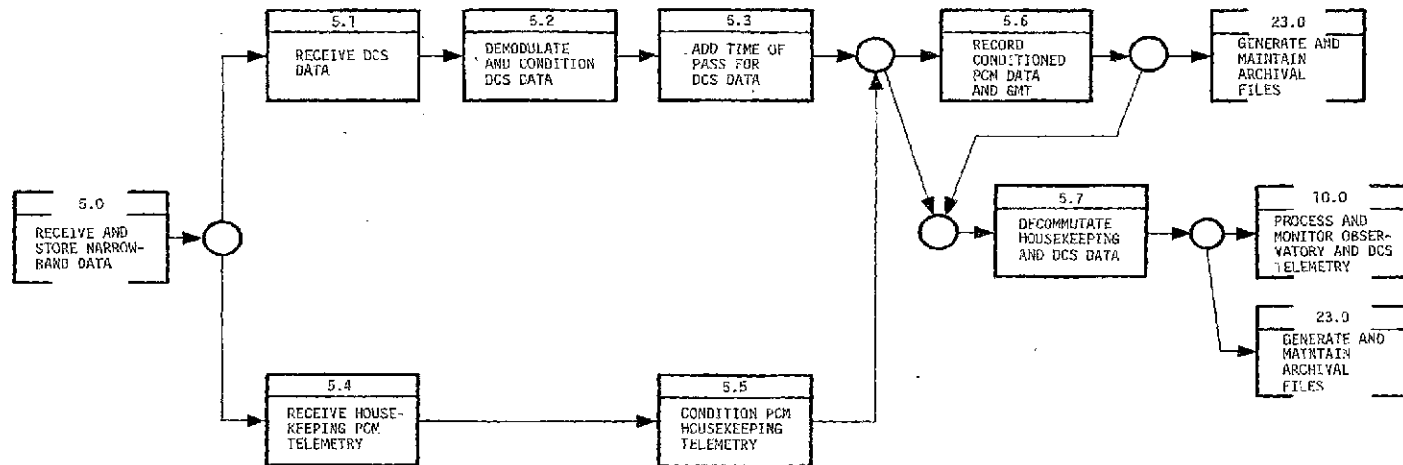 5.1
RECEIVE DCS
DATA
5.2
DEMODULATE
AND CONDITION
DCS DATA
5.3
ADD TIME OF
PASS FOR
DCS DATA
5.6
RECORD
CONDITIONED
PCM DATA
AND GMT
23.0
GENERATE AND
MAINTAIN
ARCHIVAL
FILES
5.0
RECEIVE AND
STORE NARROW-
BAND DATA
5.7
DECOMMUTATE
HOUSEKEEPING
AND DCS DATA
10.0
PROCESS AND
MONITOR OBSER-
VATORY AND DCS
TELEMETRY
23.0
GENERATE AND
MAINTAIN
ARCHIVAL
FILES
5.4
RECEIVE HOUSE-
KEEPING PCM
TELEMETRY
5.5
CONDITION PCM
HOUSEKEEPING
TELEMETRY